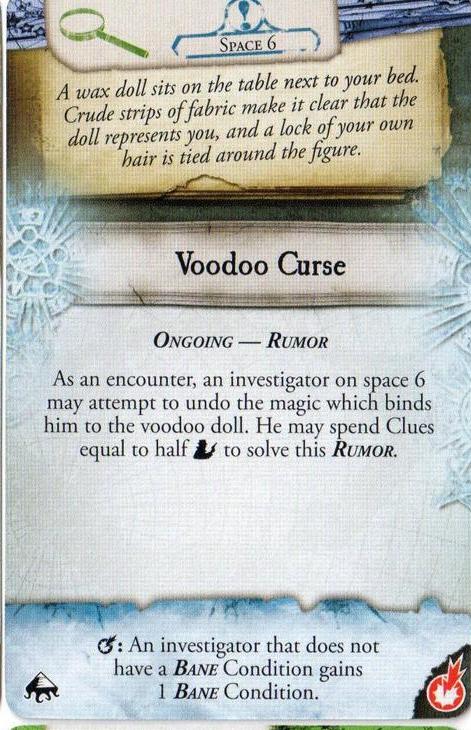 SPACE 6
A wax doll sits on the table next to your bed.
Crude strips of fabric make it clear that the
doll represents you, and a lock of your own
hair is tied around the figure.
Voodoo Curse
ONGOING — RUMOR
As an encounter, an investigator on space 6
may attempt to undo the magic which binds
him to the voodoo doll. He may spend Clues
equal to half to solve this RUMOR.
: An investigator that does not
have a BANE Condition gains
1 BANE Condition.